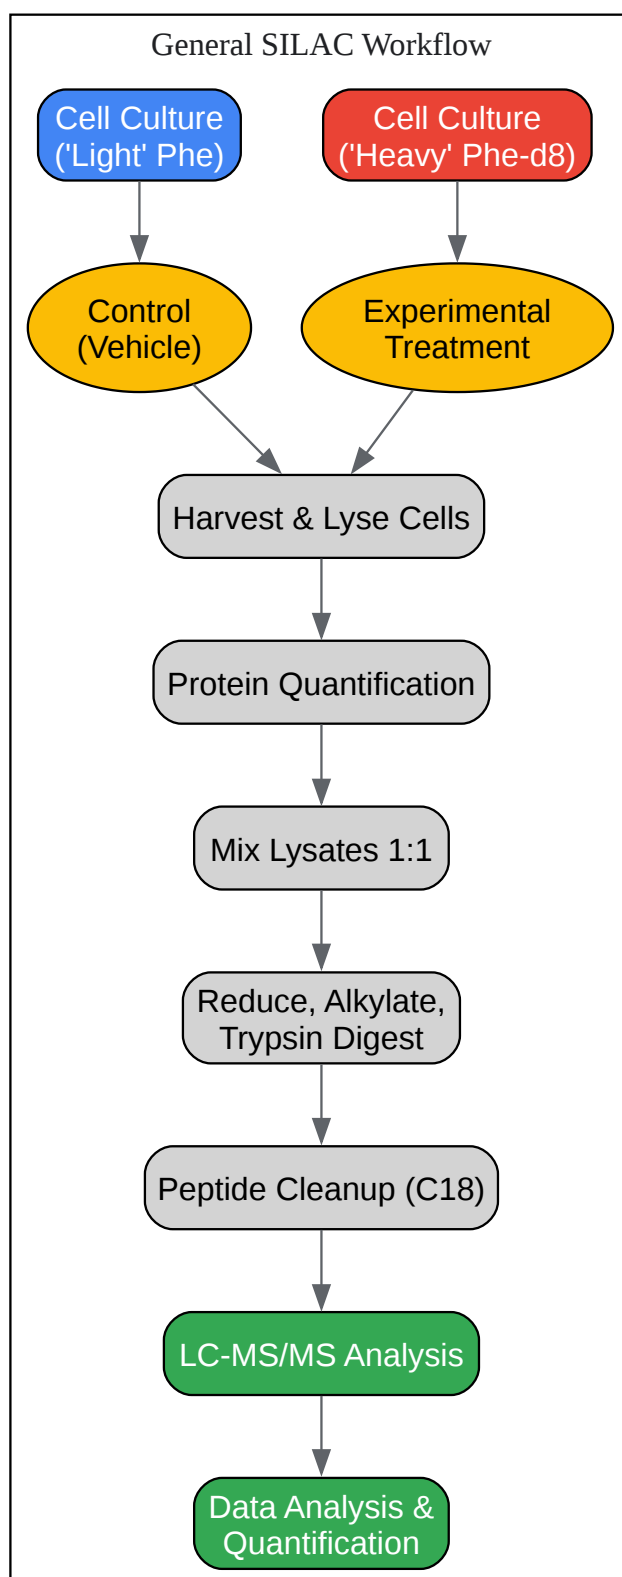 General SILAC Workflow
Cell Culture
('Light' Phe)
Cell Culture
('Heavy' Phe-d8)
Control
(Vehicle)
Experimental
Treatment
Harvest & Lyse Cells
Protein Quantification
Mix Lysates 1:1
Reduce, Alkylate,
Trypsin Digest
Peptide Cleanup (C18)
LC-MS/MS Analysis
Data Analysis &
Quantification